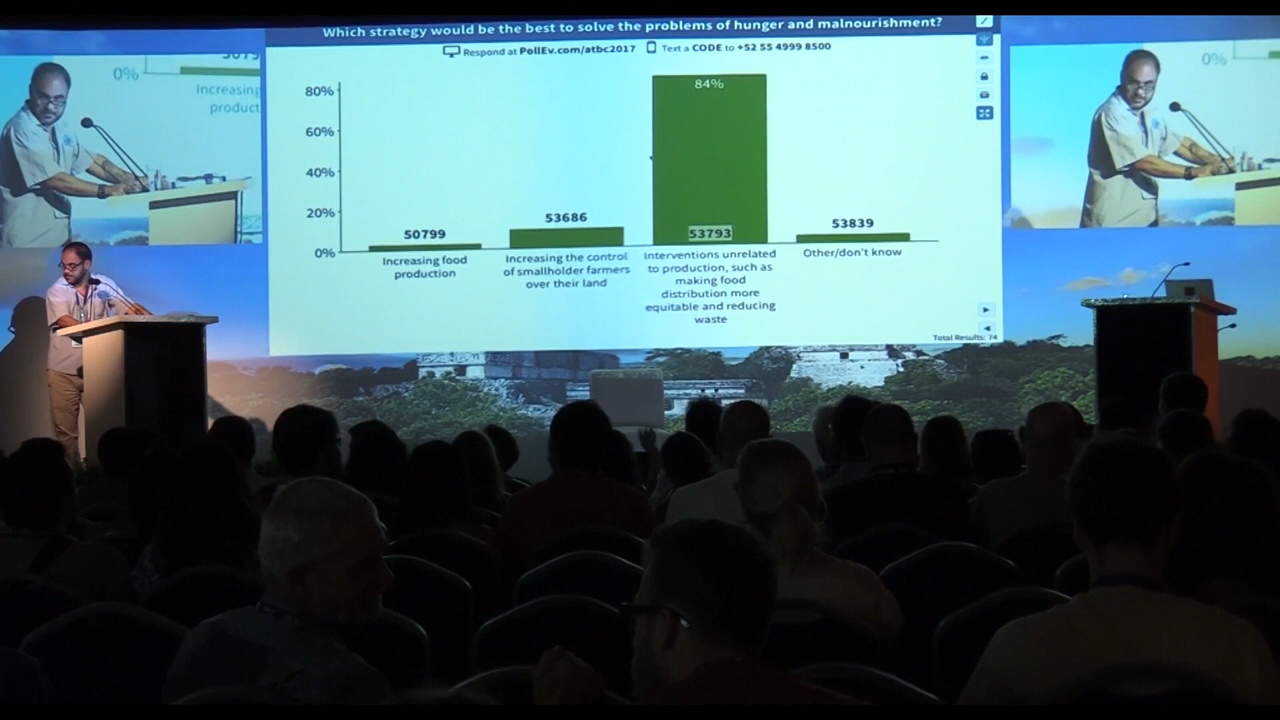 Which strategy would be the best to solve the problems of hunger and malnourishment?
Respond at PollEv.com/atbc2017 Text a CODE to +52 55 4999 8500
80%
60%
40%
20%
0%
50799
53686
84%
53793
53839
Increasing food
production
Increasing the control
of smallholder farmers
over their land
Interventions unrelated
to production, such as
making food
distribution more
equitable and reducing
waste
Other/don't know
Total Results: 74
0%
Increasing
product
0%